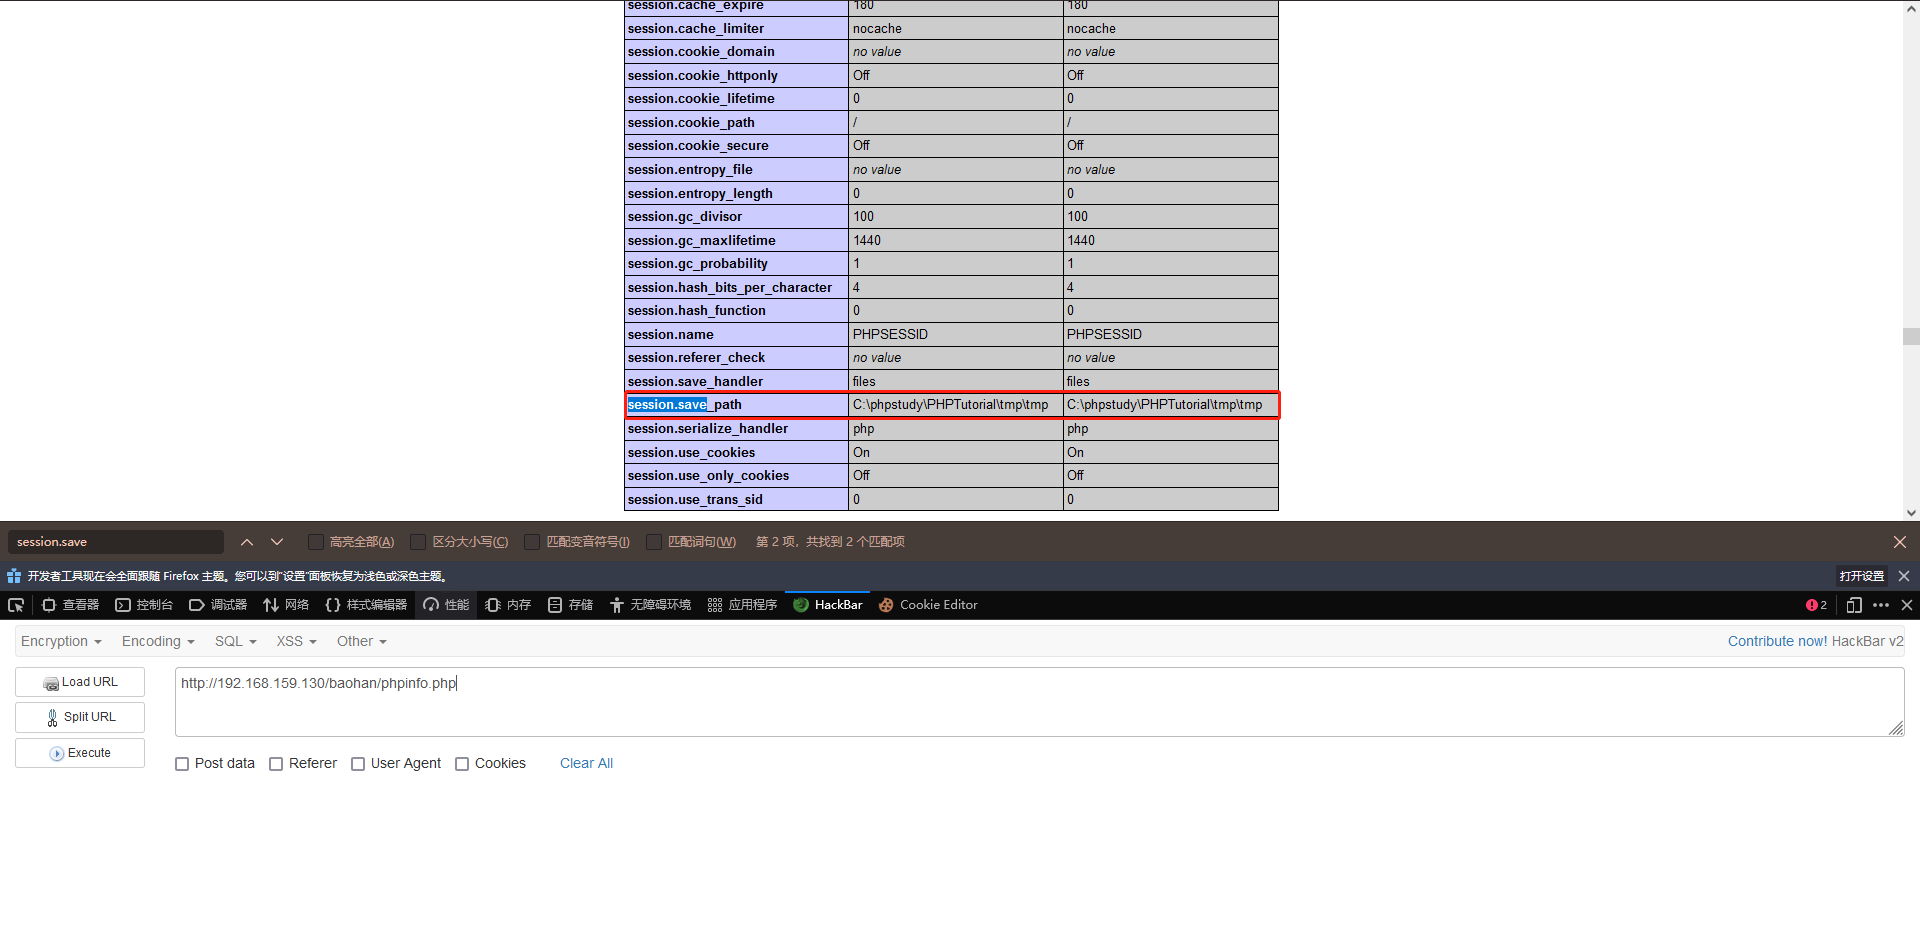 session.cache_expire 180 180
session.cache_limiter nocache nocache
session.cookie_domain no value no value
session.cookie_httponly Off Off
session.cookie_lifetime 0 0
session.cookie_path / /
session.cookie_secure Off Off
session.entropy_file no value no value
session.entropy_length 0 0
session.gc_divisor 100 100
session.gc_maxlifetime 1440 1440
session.gc_probability 1 1
session.hash_bits_per_character 4 4
session.hash_function 0 0
session.name PHPSESSID PHPSESSID
session.referer_check no value no value
session.save_handler files files
session.save_path C:\phpstudy\PHPTutorial\tmp\tmp C:\phpstudy\PHPTutorial\tmp\tmp
session.serialize_handler php php
session.use_cookies On On
session.use_only_cookies Off Off
session.use_trans_sid 0 0
session.save 高亮全部(A) 区分大小写(C) 匹配变音符号(I) 匹配词句(W) 第 2 项，共找到 2 个匹配项
开发者工具现在会全面跟随 Firefox 主题。您可以到“设置”面板恢复为浅色或深色主题。 打开设置
查看器 控制台 调试器 网络 样式编辑器 性能 内存 存储 无障碍环境 应用程序 HackBar Cookie Editor 2
Encryption Encoding SQL XSS Other Contribute now! HackBar v2
Load URL http://192.168.159.130/baohan/phpinfo.php
Split URL
Execute
Post data Referer User Agent Cookies Clear All